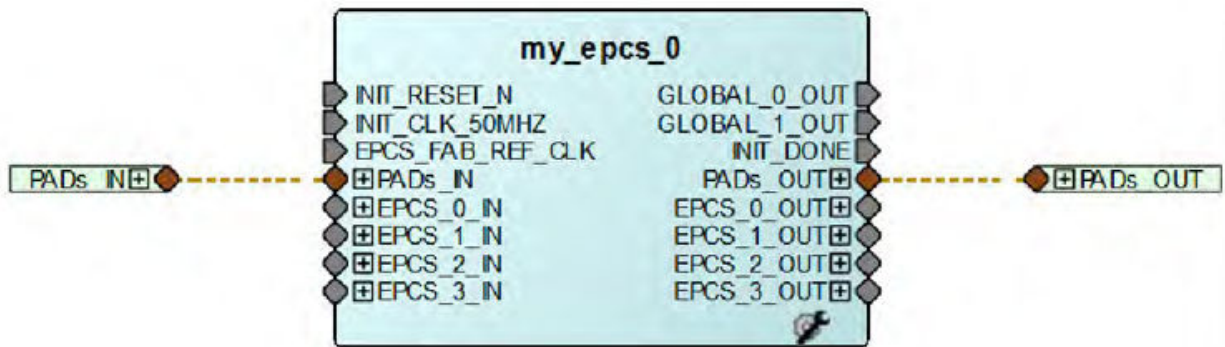 my_epcs_0
INIT_RESET_N GLOBAL_0_OUT
INIT_CLK_50MHZ GLOBAL_1_OUT
EPCS_FAB_REF_CLK INIT_DONE
PADs_IN PADs_IN PADs_OUT PADs_OUT
EPCS_0_IN EPCS_0_OUT
EPCS_1_IN EPCS_1_OUT
EPCS_2_IN EPCS_2_OUT
EPCS_3_IN EPCS_3_OUT